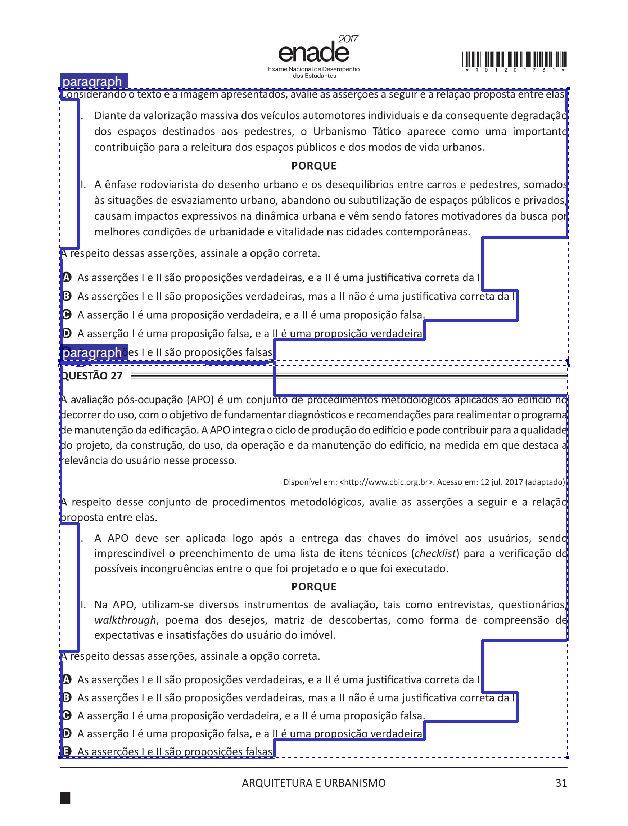 2017
enade
Exame Nacional de Desempenho
dos Estudantes
*R0120175
paragraph
Considerando o texto e a imagem apresentados, avalie as asserções a seguir e a relação proposta entre elas.
I. Diante da valorização massiva dos veículos automotores individuais e da consequente degradação
dos espaços destinados aos pedestres, o Urbanismo Tático aparece como uma importante
contribuição para a releitura dos espaços públicos e dos modos de vida urbanos.
PORQUE
II. A ênfase rodoviarista do desenho urbano e os desequilíbrios entre carros e pedestres, somados
às situações de esvaziamento urbano, abandono ou subutilização de espaços públicos e privados,
causam impactos expressivos na dinâmica urbana e vêm sendo fatores motivadores da busca por
melhores condições de urbanidade e vitalidade nas cidades contemporâneas.
A respeito dessas asserções, assinale a opção correta.
A As asserções I e II são proposições verdadeiras, e a II é uma justificativa correta da I.
B As asserções I e II são proposições verdadeiras, mas a II não é uma justificativa correta da I.
C A asserção I é uma proposição verdadeira, e a II é uma proposição falsa.
D A asserção I é uma proposição falsa, e a II é uma proposição verdadeira.
paragraph es I e II são proposições falsas.
QUESTÃO 27
A avaliação pós-ocupação (APO) é um conjunto de procedimentos metodológicos aplicados ao edifício no
decorrer do uso, com o objetivo de fundamentar diagnósticos e recomendações para realimentar o programa
de manutenção da edificação. A APO integra o ciclo de produção do edifício e pode contribuir para a qualidade
do projeto, da construção, do uso, da operação e da manutenção do edifício, na medida em que destaca a
relevância do usuário nesse processo.
Disponível em: <http://www.cbic.org.br>. Acesso em: 12 jul. 2017 (adaptado).
A respeito desse conjunto de procedimentos metodológicos, avalie as asserções a seguir e a relação
proposta entre elas.
I. A APO deve ser aplicada logo após a entrega das chaves do imóvel aos usuários, sendo
imprescindível o preenchimento de uma lista de itens técnicos (checklist) para a verificação de
possíveis incongruências entre o que foi projetado e o que foi executado.
PORQUE
II. Na APO, utilizam-se diversos instrumentos de avaliação, tais como entrevistas, questionários,
walkthrough, poema dos desejos, matriz de descobertas, como forma de compreensão de
expectativas e insatisfações do usuário do imóvel.
A respeito dessas asserções, assinale a opção correta.
A As asserções I e II são proposições verdadeiras, e a II é uma justificativa correta da I.
B As asserções I e II são proposições verdadeiras, mas a II não é uma justificativa correta da I.
C A asserção I é uma proposição verdadeira, e a II é uma proposição falsa.
D A asserção I é uma proposição falsa, e a II é uma proposição verdadeira.
E As asserções I e II são proposições falsas.
ARQUITETURA E URBANISMO 31